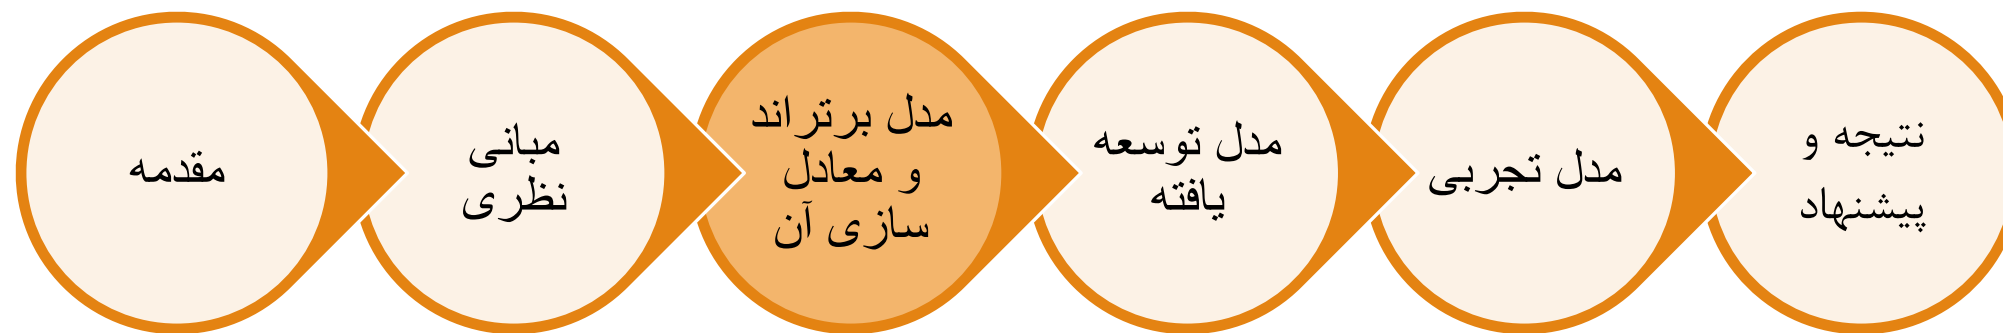 مقدمه
مبانی
نظری
مدل برتراند
و معادل
سازی آن
مدل توسعه
یافته
مدل تجربی
نتیجه و
پیشنهاد